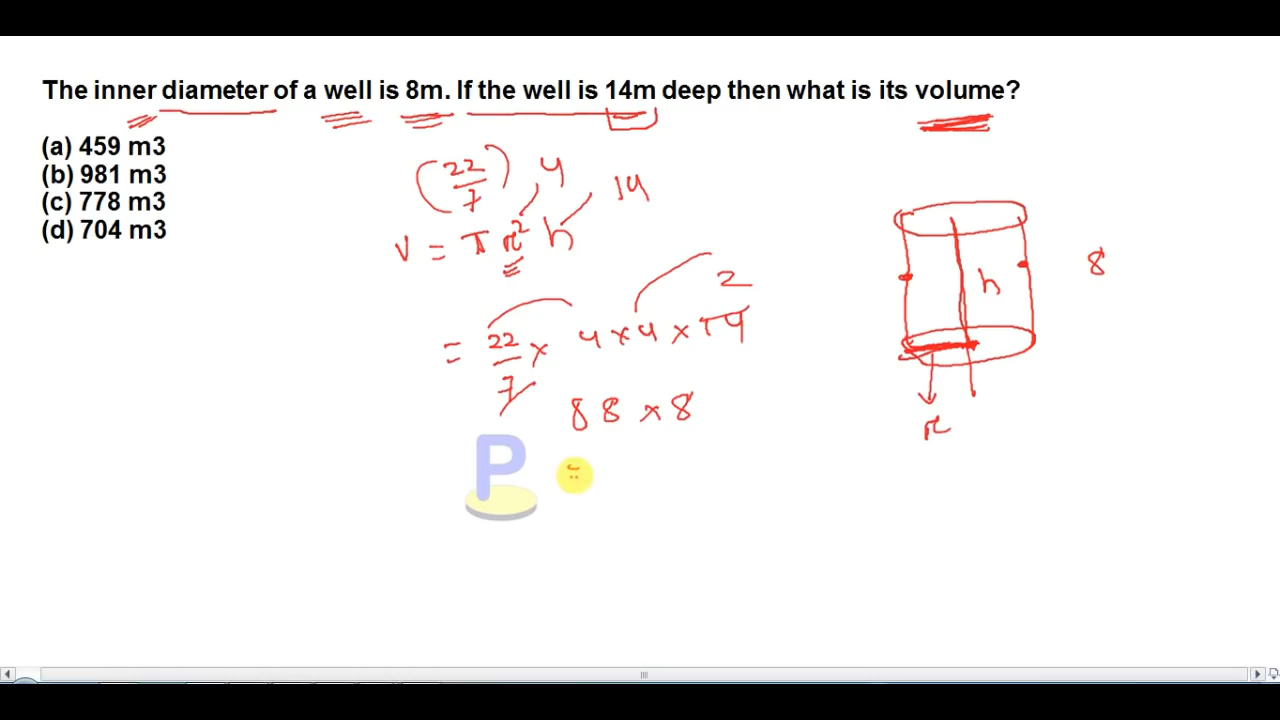 The inner diameter of a well is 8m. If the well is 14m deep then what is its volume?
(a) 459 m3
(b) 981 m3
(c) 778 m3
(d) 704 m3
(22/7) 4 14
V = π r² h
2
= 22/7 × 4 × 4 × 14
88 × 8
P
h
8
r